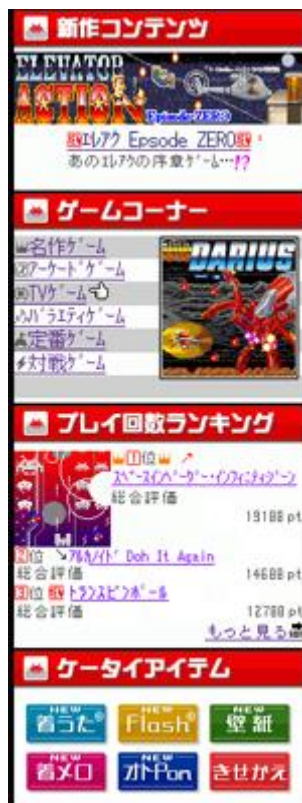 新作コンテンツ
ELEVATOR
ACTION
Episode ZERO
ｴﾚｱｸ Epsode ZERO
あのｴﾚｱｸの序章ｹﾞｰﾑ…!?
ゲームコーナー
名作ｹﾞｰﾑ
ｱｰｹｰﾄﾞｹﾞｰﾑ
TVｹﾞｰﾑ
ﾊﾞﾗｴﾃｨｹﾞｰﾑ
定番ｹﾞｰﾑ
対戦ｹﾞｰﾑ
DARIUS
プレイ回数ランキング
1位
ｽﾍﾟｰｽｲﾝﾍﾞｰﾀﾞｰ･ｲﾝﾌｨﾆﾃｨｼﾞｰﾝ
総合評価
19188 pt
2位 ｱﾙｶﾉｲﾄﾞ Doh It Again
総合評価
14688 pt
3位 ﾄﾗﾝｽﾋﾟﾝﾎﾞｰﾙ
総合評価
12788 pt
もっと見る
ケータイアイテム
NEW NEW NEW
着うた® Flash® 壁紙
NEW NEW NEW
着メロ オトPon きせかえ